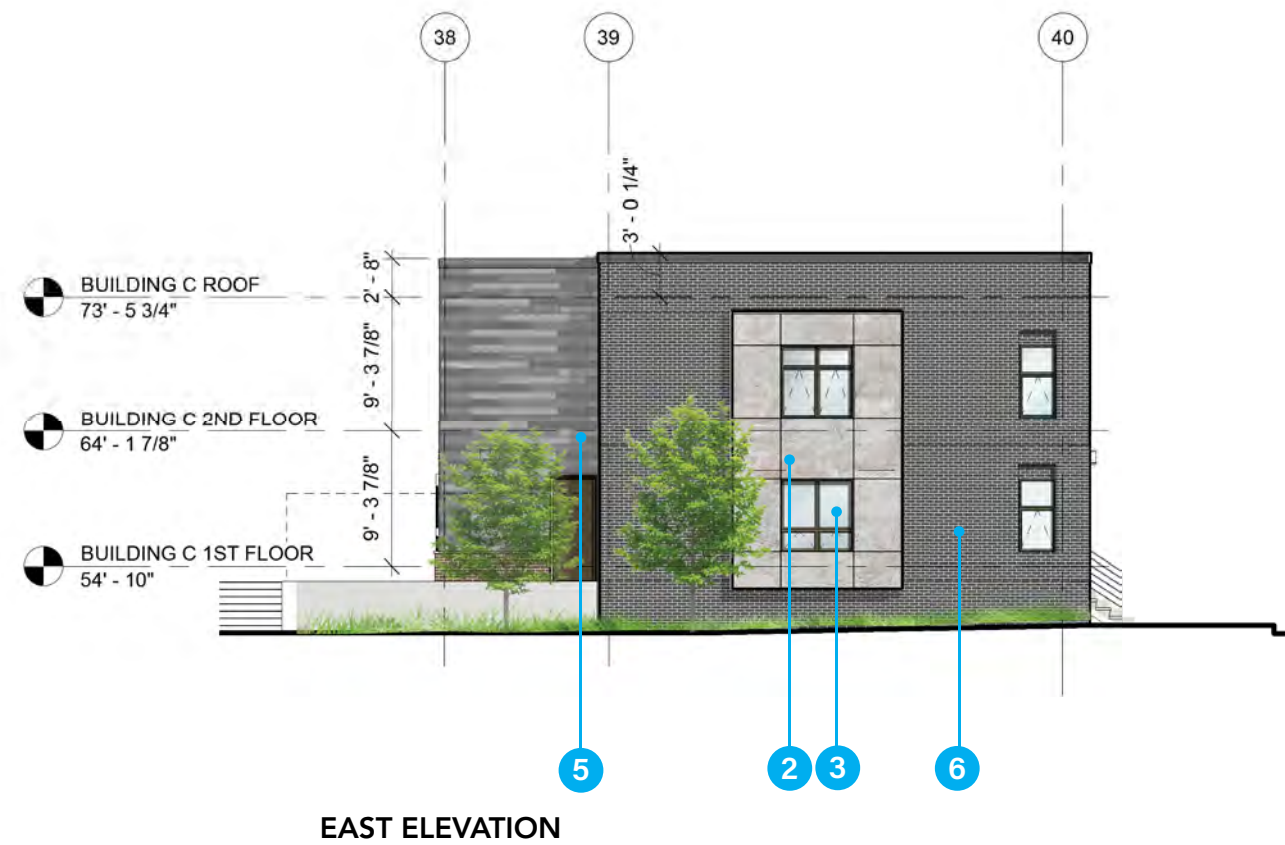 38
39
40
3' - 0 1/4"
2' - 8"
BUILDING C ROOF
73' - 5 3/4"
9' - 3 7/8"
BUILDING C 2ND FLOOR
64' - 1 7/8"
9' - 3 7/8"
BUILDING C 1ST FLOOR
54' - 10"
5
2
3
6
EAST ELEVATION